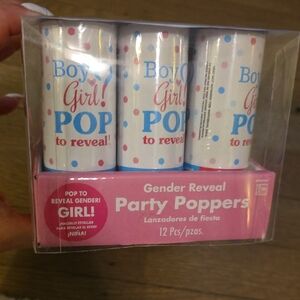 Boy
Girl!
POP
to reveal!
Boy
Girl!
POP
to reveal!
Boy
Girl!
POP
to reveal
POP TO
REVEAL GENDER!
GIRL!
¡NIÑA!
Gender Reveal
Party Poppers
Lanzadores de fiesta
12 Pcs/pzas.